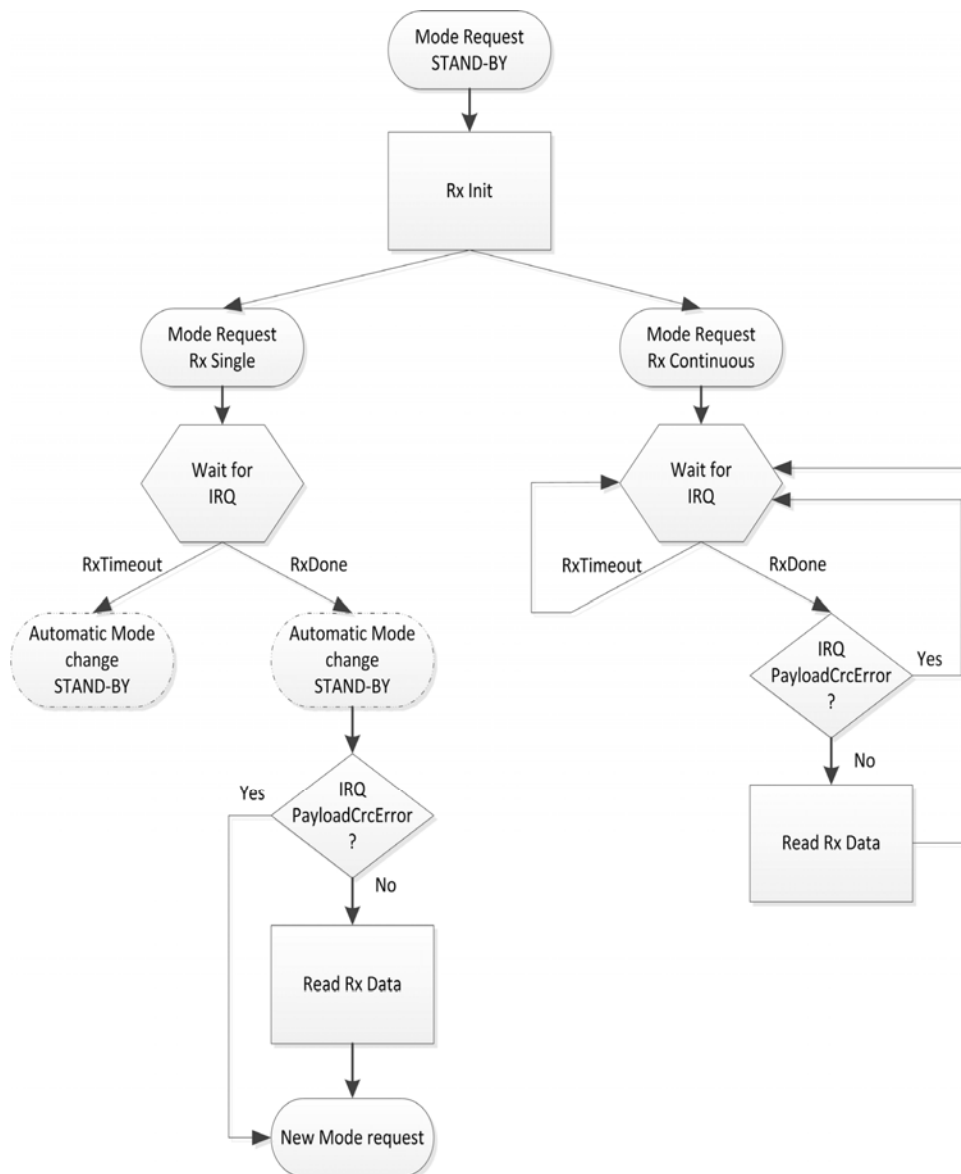 Mode Request
STAND-BY
Rx Init
Mode Request
Rx Single
Mode Request
Rx Continuous
Wait for
IRQ
Wait for
IRQ
RxTimeout
RxDone
RxTimeout
RxDone
Automatic Mode
change
STAND-BY
Automatic Mode
change
STAND-BY
IRQ
PayloadCrcError
?
Yes
No
IRQ
PayloadCrcError
?
Yes
No
Read Rx Data
Read Rx Data
New Mode request